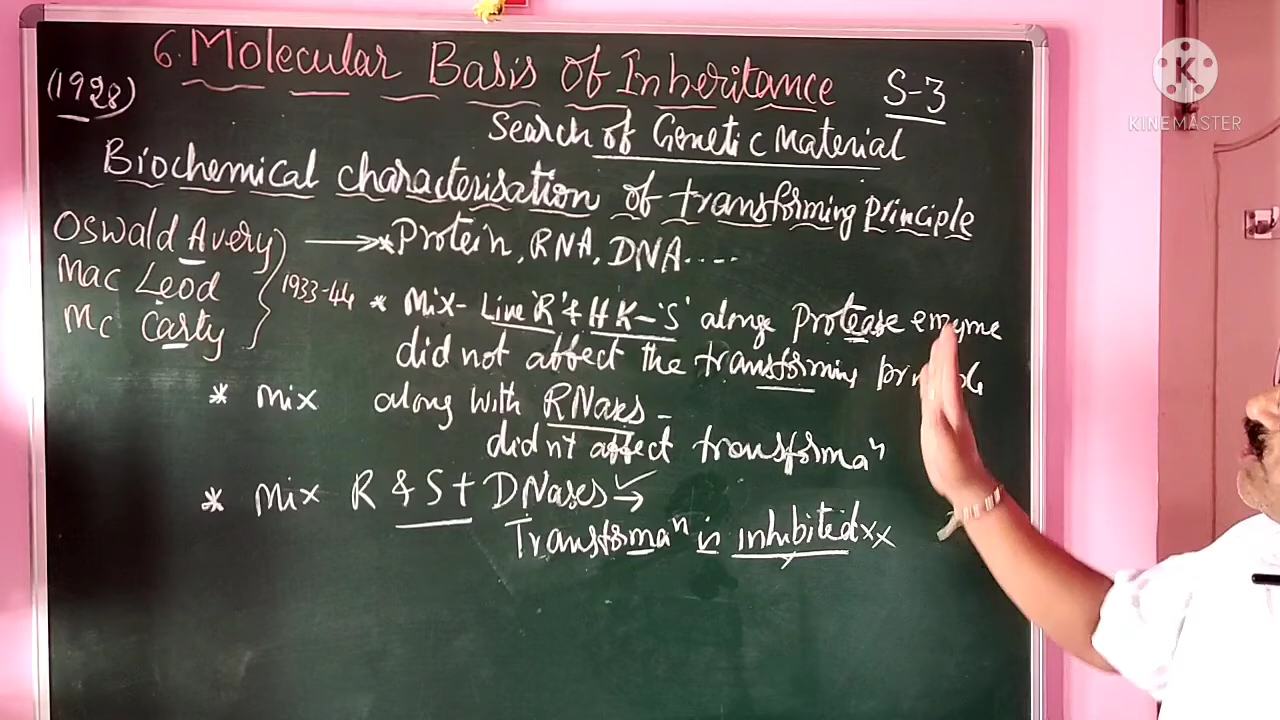 6. Molecular Basis Of Inheritance S-3
(1928)
Search of Genetic Material
Biochemical characterisation of transforming Principle
Oswald Avery
Mac Leod
Mc Carty
1933-44
* Protein, RNA, DNA....
* Mix - Live 'R' & HK-'S' along Protease enzyme
did not affect the transforming
* mix along with RNases -
didn't affect transforma^n
* mix R & S + DNases →
Transforma^n is inhibited xx
K
KINEMASTER